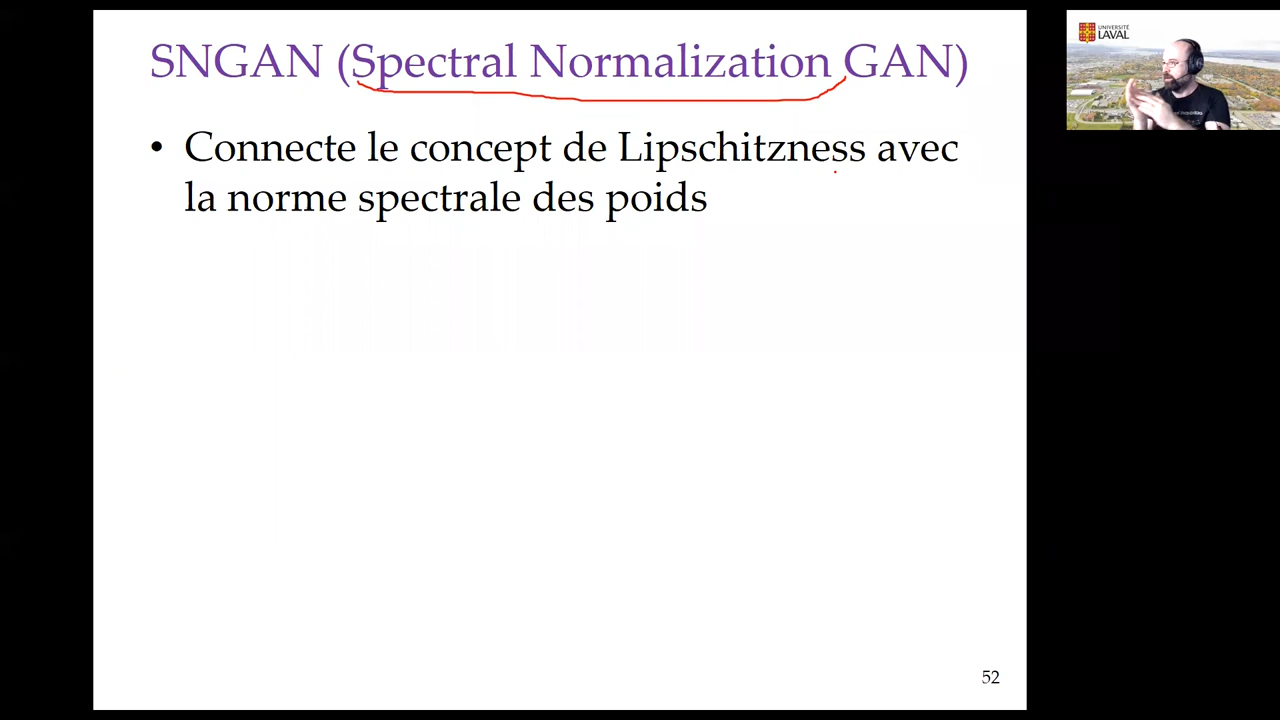 SNGAN (Spectral Normalization GAN)
• Connecte le concept de Lipschitzness avec
la norme spectrale des poids
52
UNIVERSITÉ
LAVAL